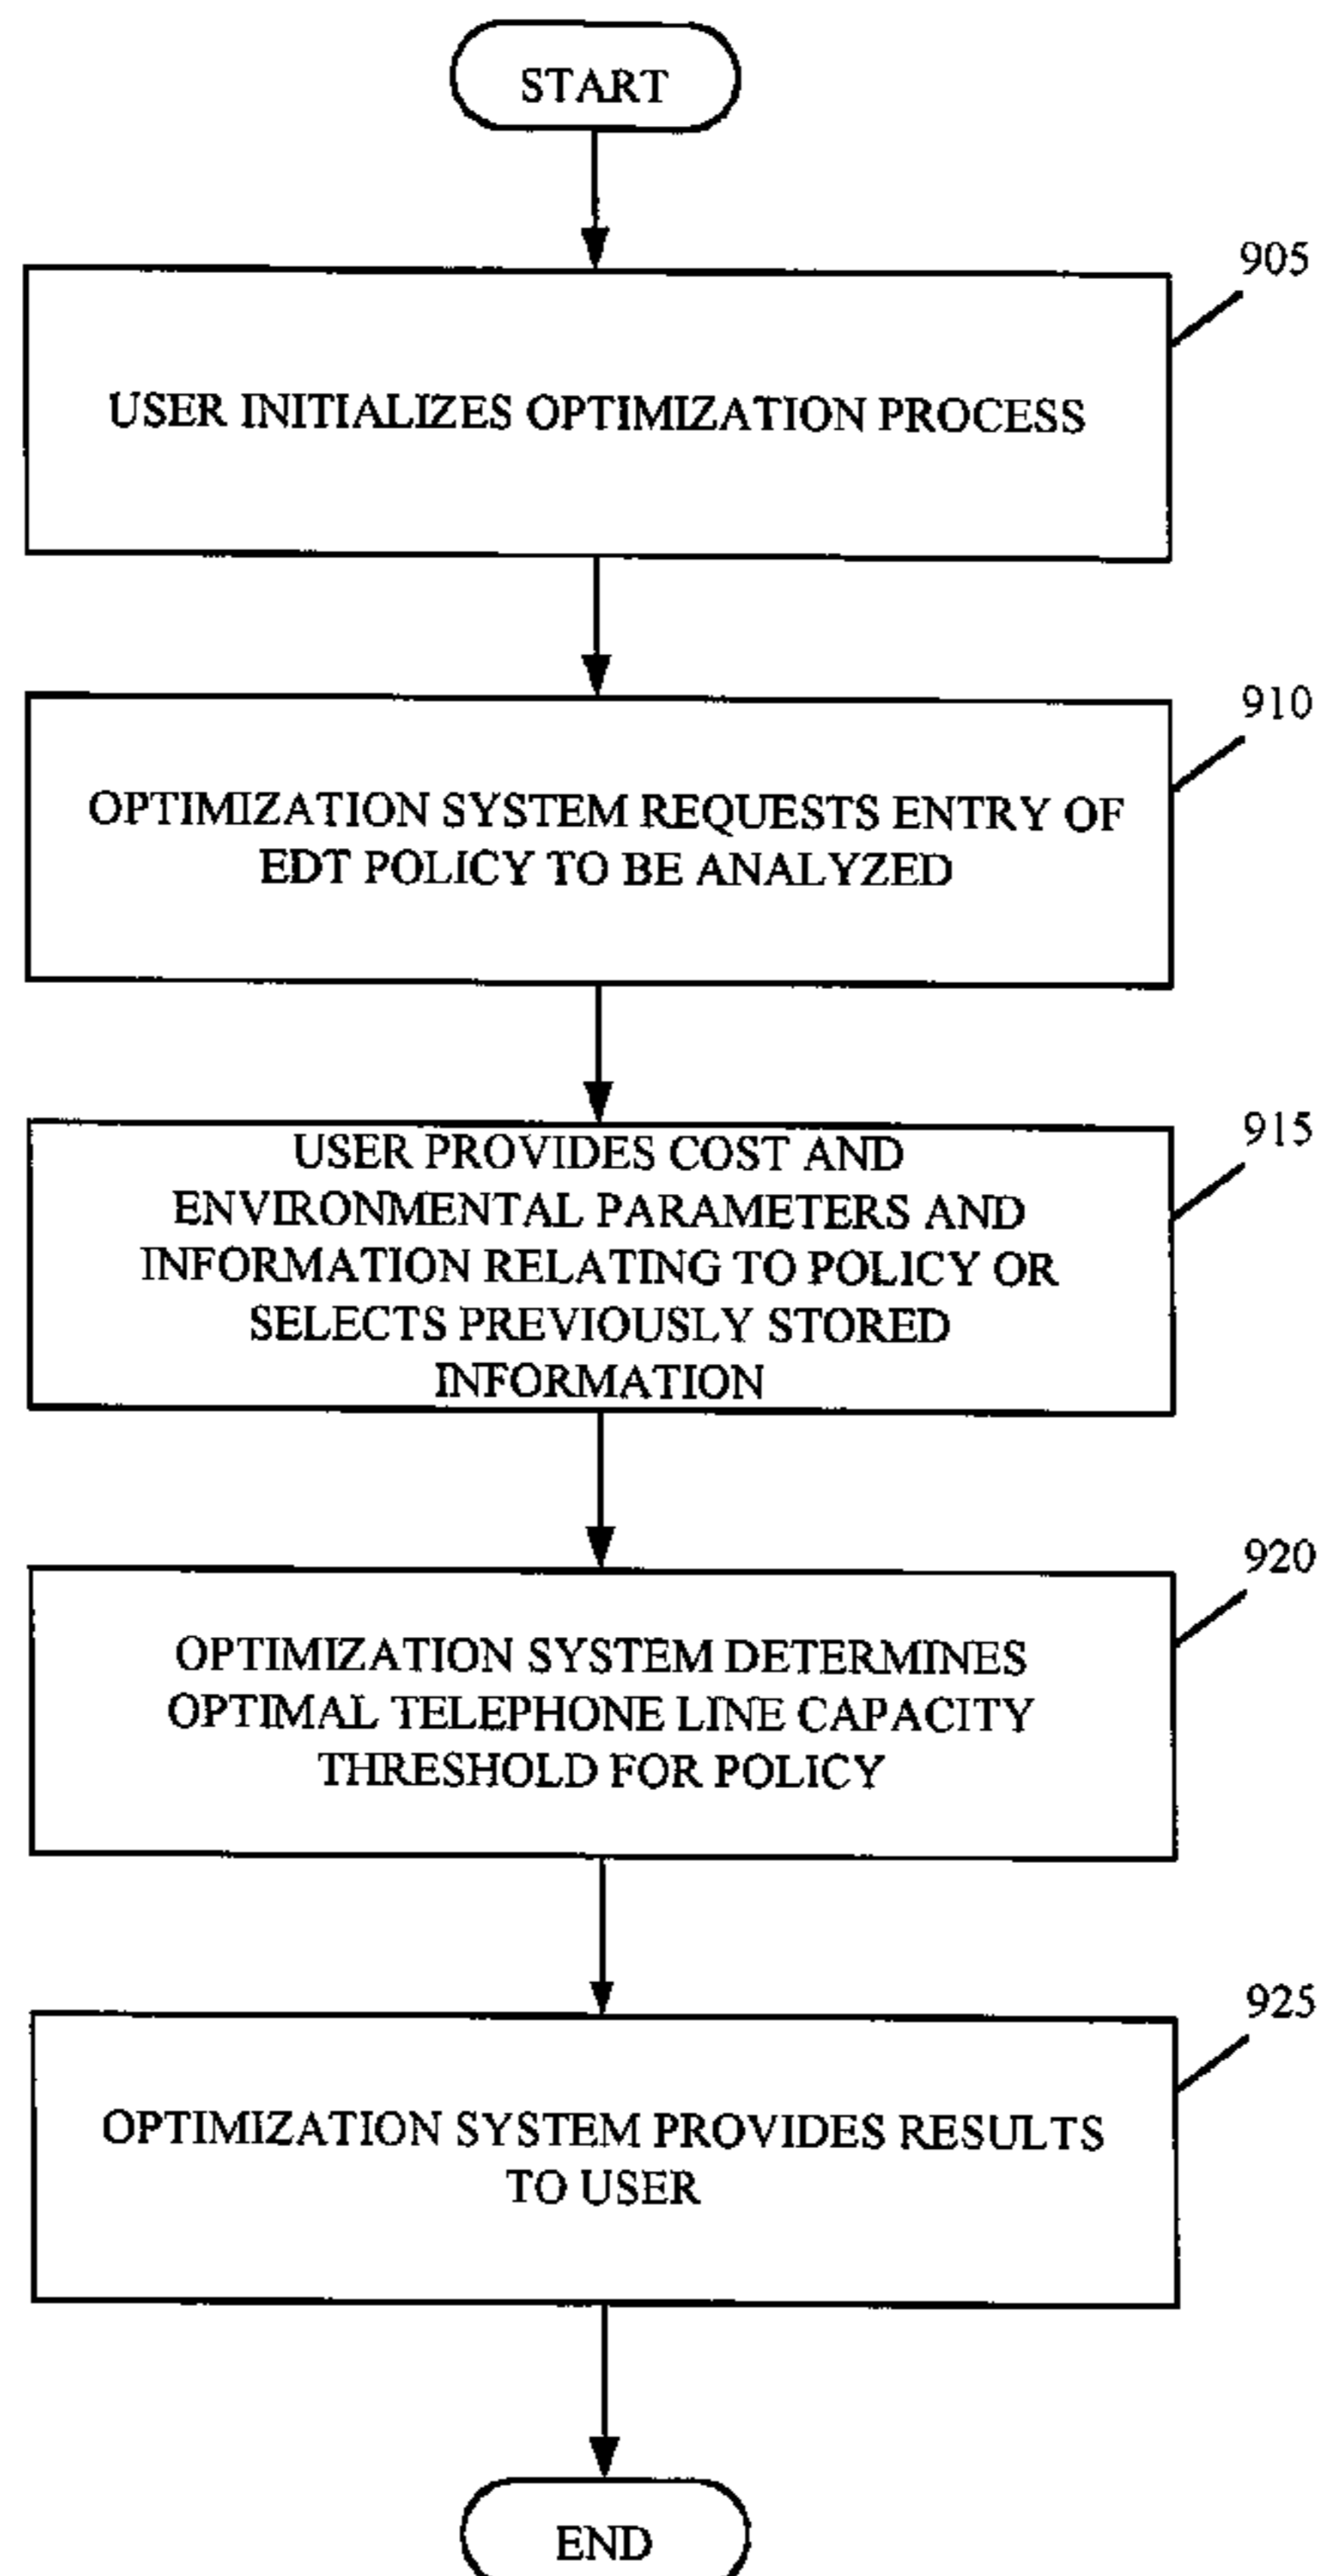 START
905
USER INITIALIZES OPTIMIZATION PROCESS
910
OPTIMIZATION SYSTEM REQUESTS ENTRY OF
EDT POLICY TO BE ANALYZED
915
USER PROVIDES COST AND
ENVIRONMENTAL PARAMETERS AND
INFORMATION RELATING TO POLICY OR
SELECTS PREVIOUSLY STORED
INFORMATION
920
OPTIMIZATION SYSTEM DETERMINES
OPTIMAL TELEPHONE LINE CAPACITY
THRESHOLD FOR POLICY
925
OPTIMIZATION SYSTEM PROVIDES RESULTS
TO USER
END